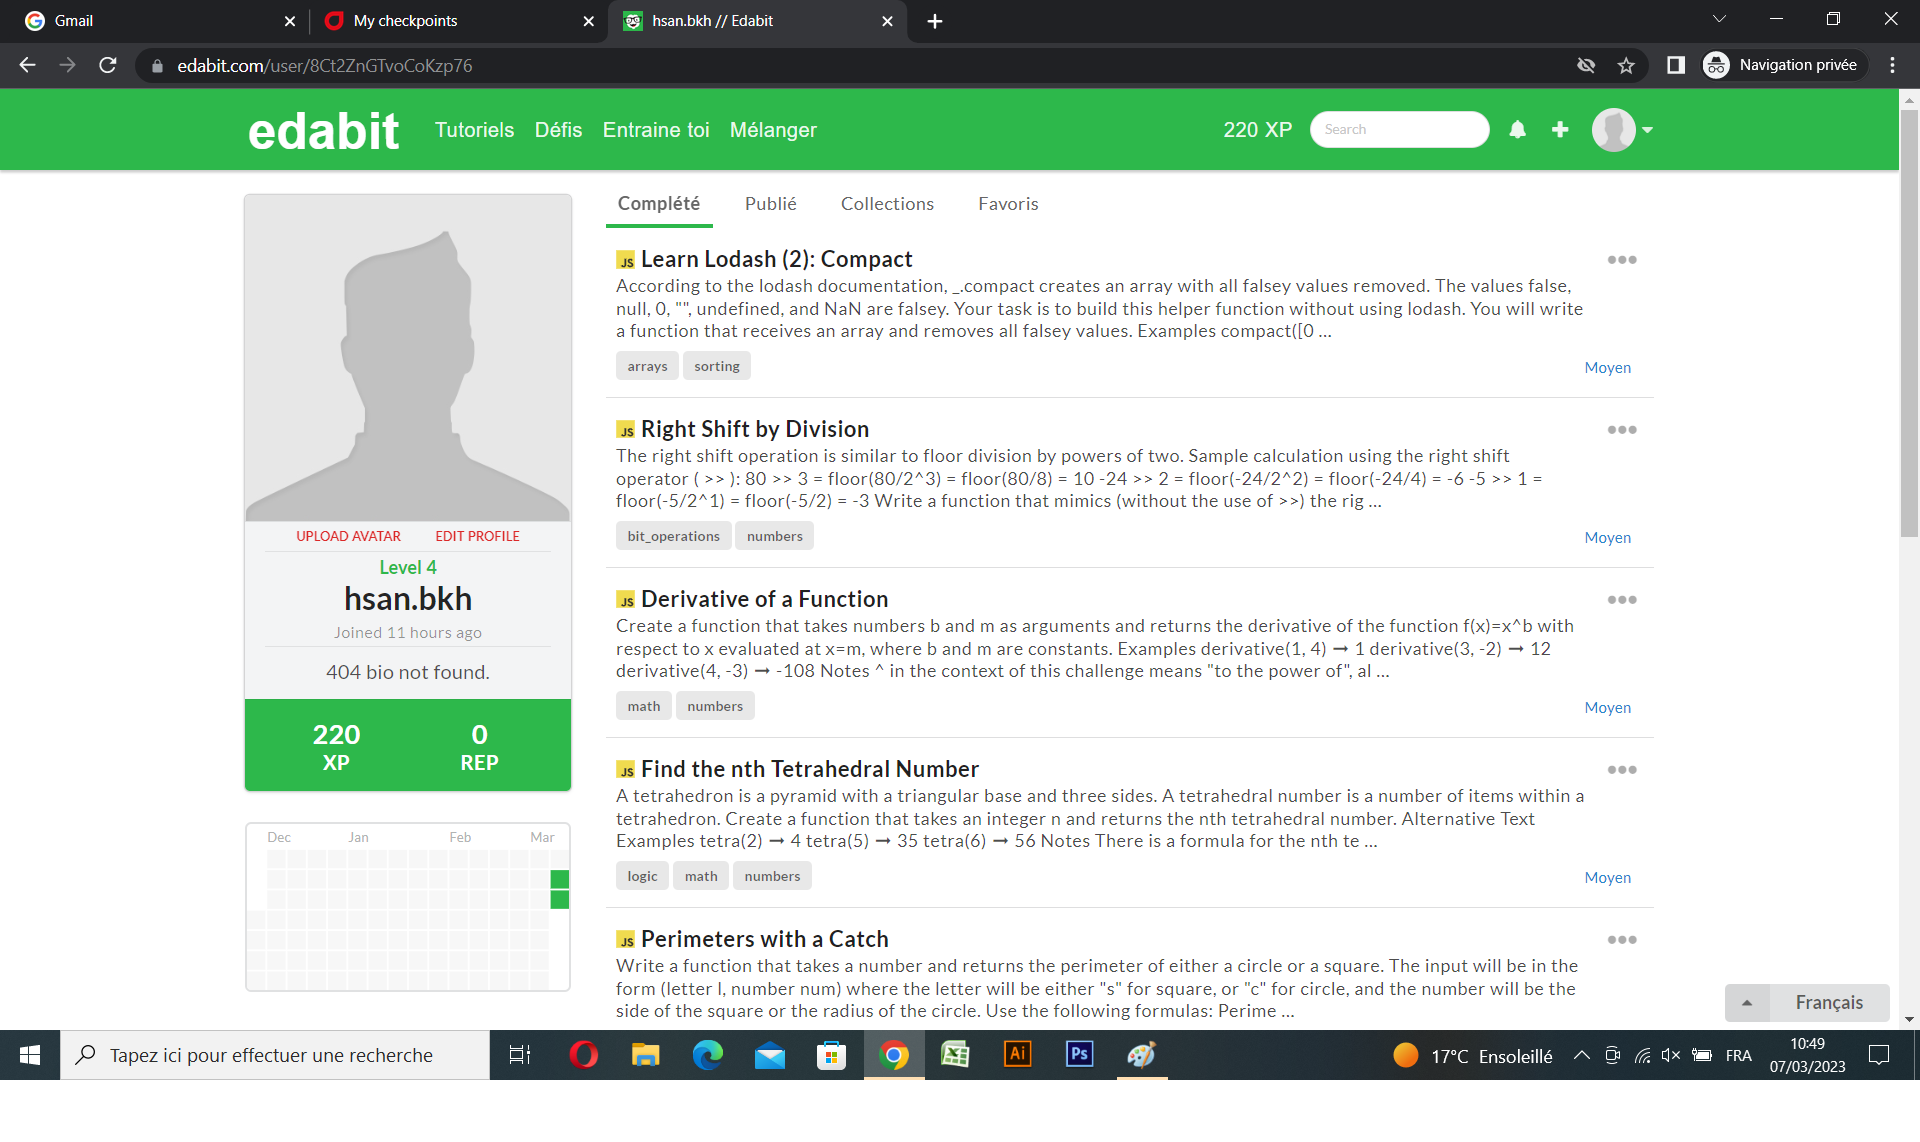 Gmail
My checkpoints
hsan.bkh // Edabit
edabit.com/user/8Ct2ZnGTvoCoKzp76
Navigation privée
edabit
Tutoriels
Défis
Entraine toi
Mélanger
220 XP
Search
UPLOAD AVATAR
EDIT PROFILE
Level 4
hsan.bkh
Joined 11 hours ago
404 bio not found.
220
XP
0
REP
Dec
Jan
Feb
Mar
Complété
Publié
Collections
Favoris
JS Learn Lodash (2): Compact
According to the lodash documentation, _.compact creates an array with all falsey values removed. The values false,
null, 0, "", undefined, and NaN are falsey. Your task is to build this helper function without using lodash. You will write
a function that receives an array and removes all falsey values. Examples compact([0 ...
arrays
sorting
Moyen
JS Right Shift by Division
The right shift operation is similar to floor division by powers of two. Sample calculation using the right shift
operator ( >> ): 80 >> 3 = floor(80/2^3) = floor(80/8) = 10 -24 >> 2 = floor(-24/2^2) = floor(-24/4) = -6 -5 >> 1 =
floor(-5/2^1) = floor(-5/2) = -3 Write a function that mimics (without the use of >>) the rig ...
bit_operations
numbers
Moyen
JS Derivative of a Function
Create a function that takes numbers b and m as arguments and returns the derivative of the function f(x)=x^b with
respect to x evaluated at x=m, where b and m are constants. Examples derivative(1, 4) ➞ 1 derivative(3, -2) ➞ 12
derivative(4, -3) ➞ -108 Notes ^ in the context of this challenge means "to the power of", al ...
math
numbers
Moyen
JS Find the nth Tetrahedral Number
A tetrahedron is a pyramid with a triangular base and three sides. A tetrahedral number is a number of items within a
tetrahedron. Create a function that takes an integer n and returns the nth tetrahedral number. Alternative Text
Examples tetra(2) ➞ 4 tetra(5) ➞ 35 tetra(6) ➞ 56 Notes There is a formula for the nth te ...
logic
math
numbers
Moyen
JS Perimeters with a Catch
Write a function that takes a number and returns the perimeter of either a circle or a square. The input will be in the
form (letter l, number num) where the letter will be either "s" for square, or "c" for circle, and the number will be the
side of the square or the radius of the circle. Use the following formulas: Perime ...
Français
Tapez ici pour effectuer une recherche
Ai
Ps
17°C Ensoleillé
FRA
10:49
07/03/2023